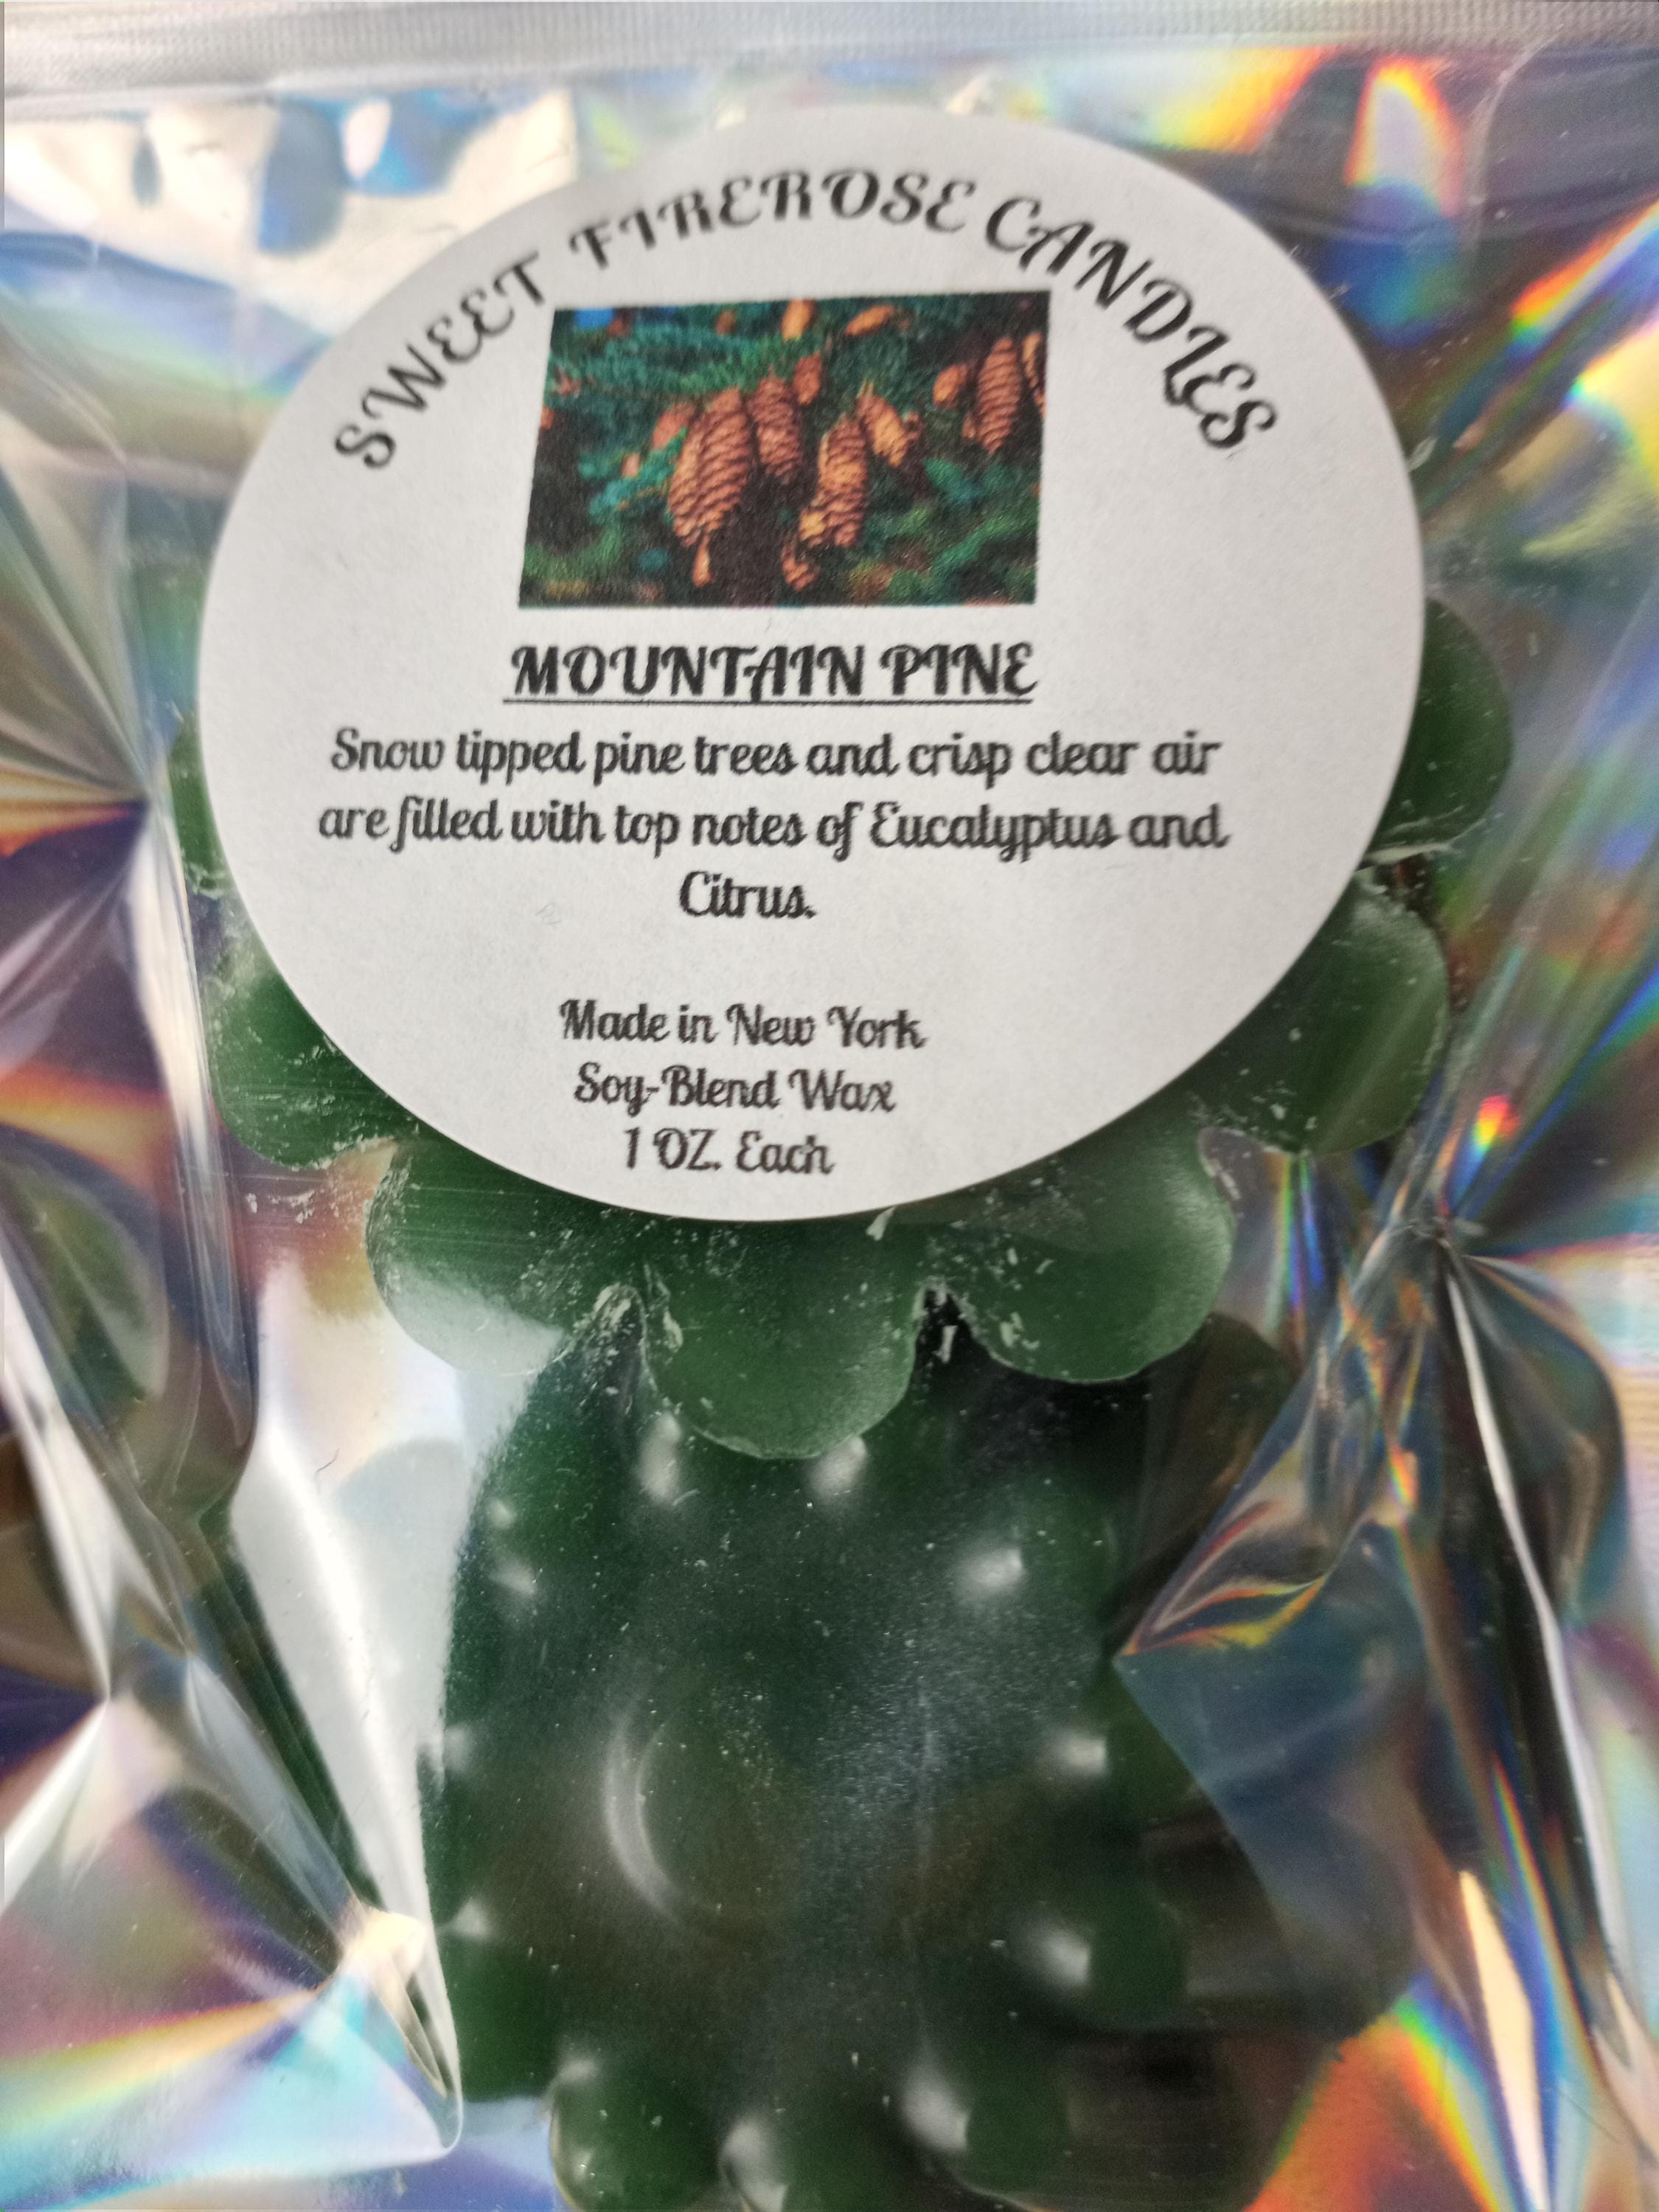 SWEET FIREROSE CANDLES
MOUNTAIN PINE
Snow tipped pine trees and crisp clear air
are filled with top notes of Eucalyptus and
Citrus.
Made in New York
Soy-Blend Wax
1 OZ. Each